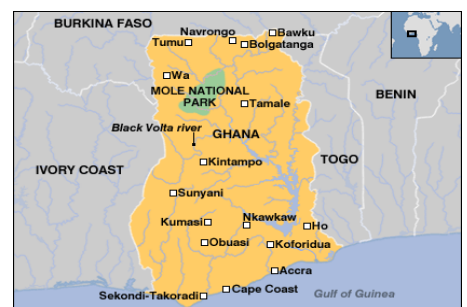 BURKINA FASO
Navrongo
Bawku
Tumu
Bolgatanga
Wa
MOLE NATIONAL
PARK
Tamale
BENIN
Black Volta river
GHANA
IVORY COAST
Kintampo
TOGO
Sunyani
Kumasi
Nkawkaw
Ho
Obuasi
Koforidua
Accra
Cape Coast
Gulf of Guinea
Sekondi-Takoradi